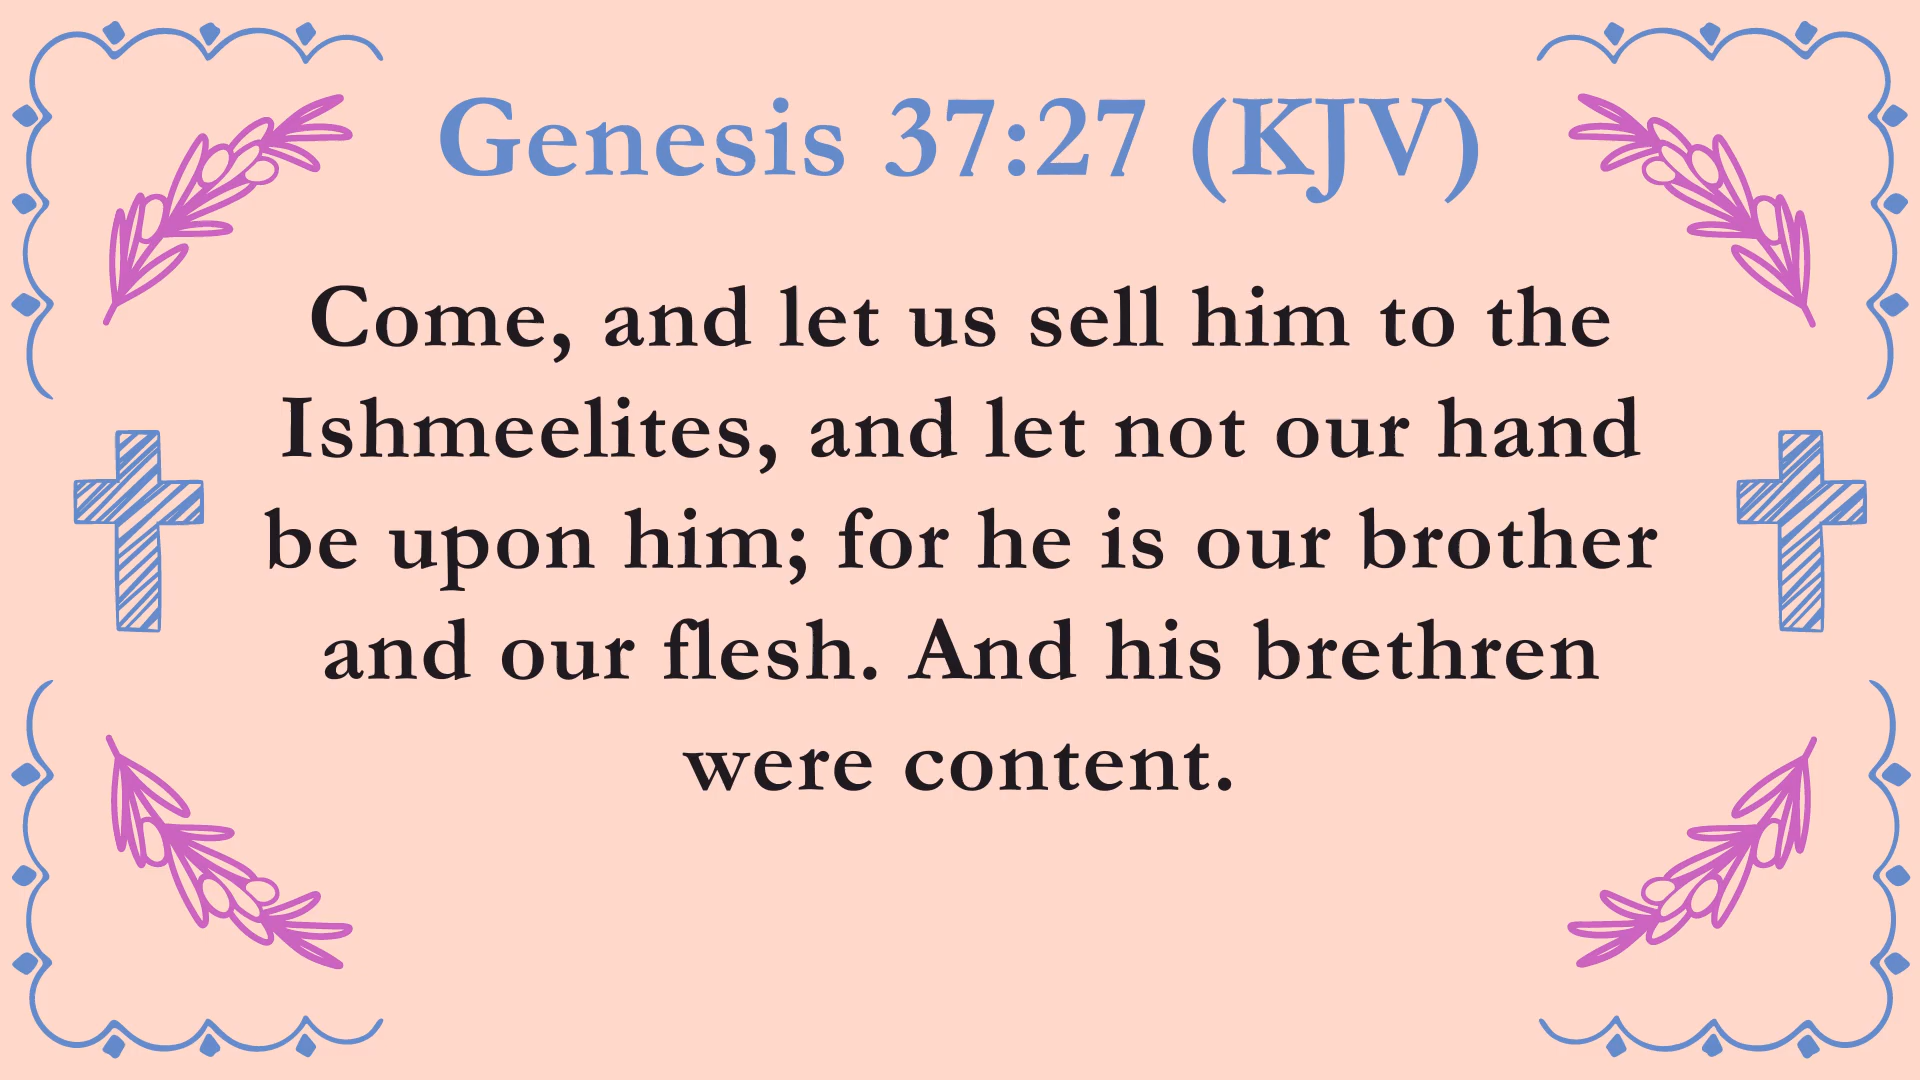 Genesis 37:27 (KJV)
Come, and let us sell him to the
Ishmeelites, and let not our hand
be upon him; for he is our brother
and our flesh. And his brethren
were content.